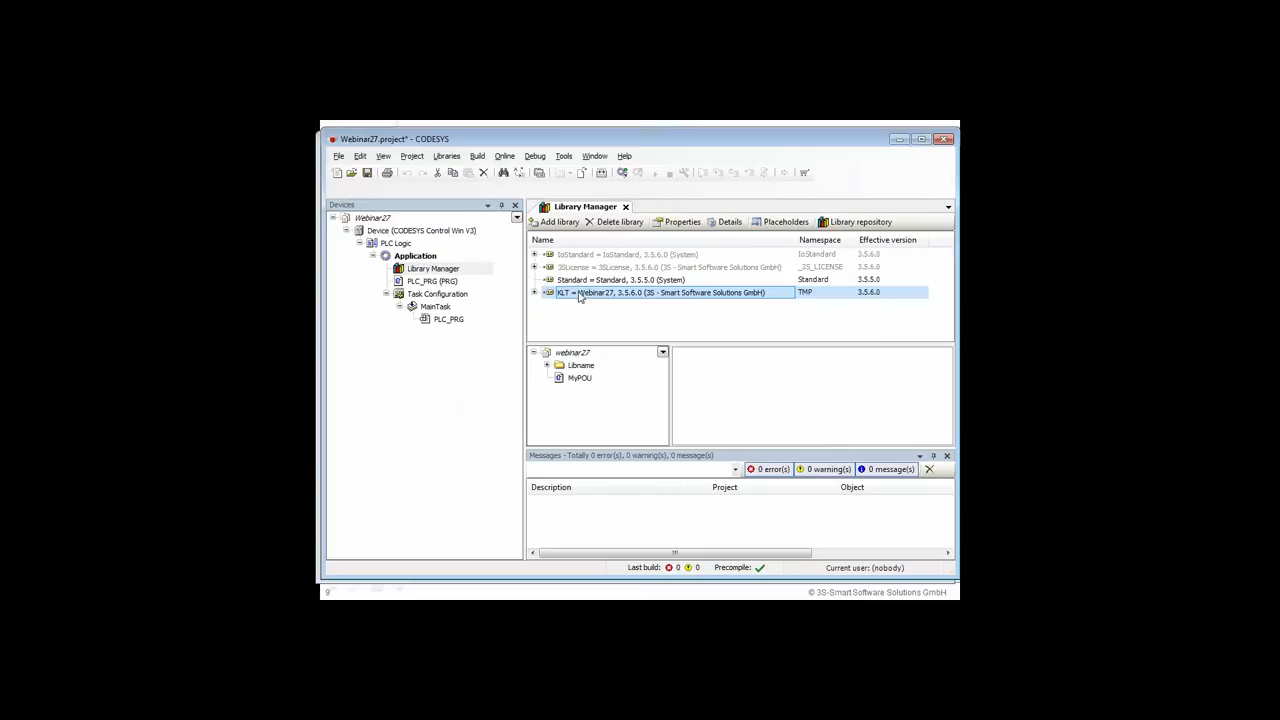 Webinar27.project* - CODESYS
File Edit View Project Libraries Build Online Debug Tools Window Help
Devices
Webinar27
Device (CODESYS Control Win V3)
PLC Logic
Application
Library Manager
PLC_PRG (PRG)
Task Configuration
MainTask
PLC_PRG
Library Manager
Add library Delete library Properties Details Placeholders Library repository
Name Namespace Effective version
IoStandard = IoStandard, 3.5.6.0 (System) IoStandard 3.5.6.0
3SLicense = 3SLicense, 3.5.6.0 (3S - Smart Software Solutions GmbH) _3S_LICENSE 3.5.6.0
Standard = Standard, 3.5.5.0 (System) Standard 3.5.5.0
KLT = Webinar27, 3.5.6.0 (3S - Smart Software Solutions GmbH) TMP 3.5.6.0
webinar27
Libname
MyPOU
Messages - Totally 0 error(s), 0 warning(s), 0 message(s)
0 error(s) 0 warning(s) 0 message(s)
Description Project Object
Last build: 0 0 Precompile: Current user: (nobody)
9 © 3S-Smart Software Solutions GmbH